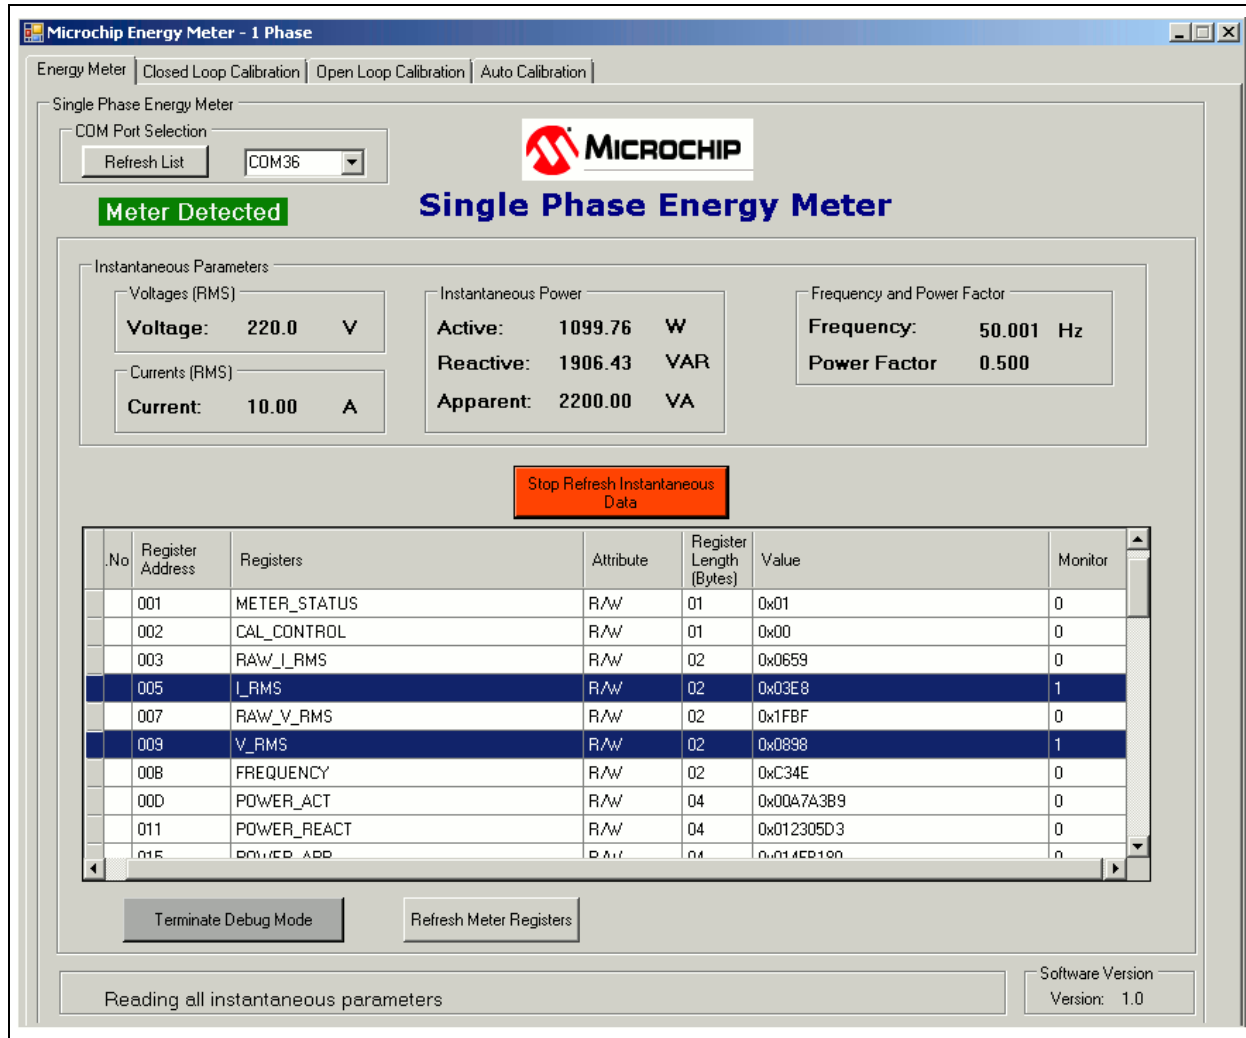 Microchip Energy Meter - 1 Phase
Energy Meter Closed Loop Calibration Open Loop Calibration Auto Calibration
Single Phase Energy Meter
COM Port Selection
Refresh List COM36
MICROCHIP
Meter Detected
Single Phase Energy Meter
Instantaneous Parameters
Voltages (RMS)
Voltage: 220.0 V
Currents (RMS)
Current: 10.00 A
Instantaneous Power
Active: 1099.76 W
Reactive: 1906.43 VAR
Apparent: 2200.00 VA
Frequency and Power Factor
Frequency: 50.001 Hz
Power Factor 0.500
Stop Refresh Instantaneous
Data
.No Register Address Registers Attribute Register Length (Bytes) Value Monitor
001 METER_STATUS R/W 01 0x01 0
002 CAL_CONTROL R/W 01 0x00 0
003 RAW_I_RMS R/W 02 0x0659 0
005 I_RMS R/W 02 0x03E8 1
007 RAW_V_RMS R/W 02 0x1FBF 0
009 V_RMS R/W 02 0x0898 1
00B FREQUENCY R/W 02 0xC34E 0
00D POWER_ACT R/W 04 0x00A7A3B9 0
011 POWER_REACT R/W 04 0x012305D3 0
Terminate Debug Mode Refresh Meter Registers
Reading all instantaneous parameters
Software Version
Version: 1.0